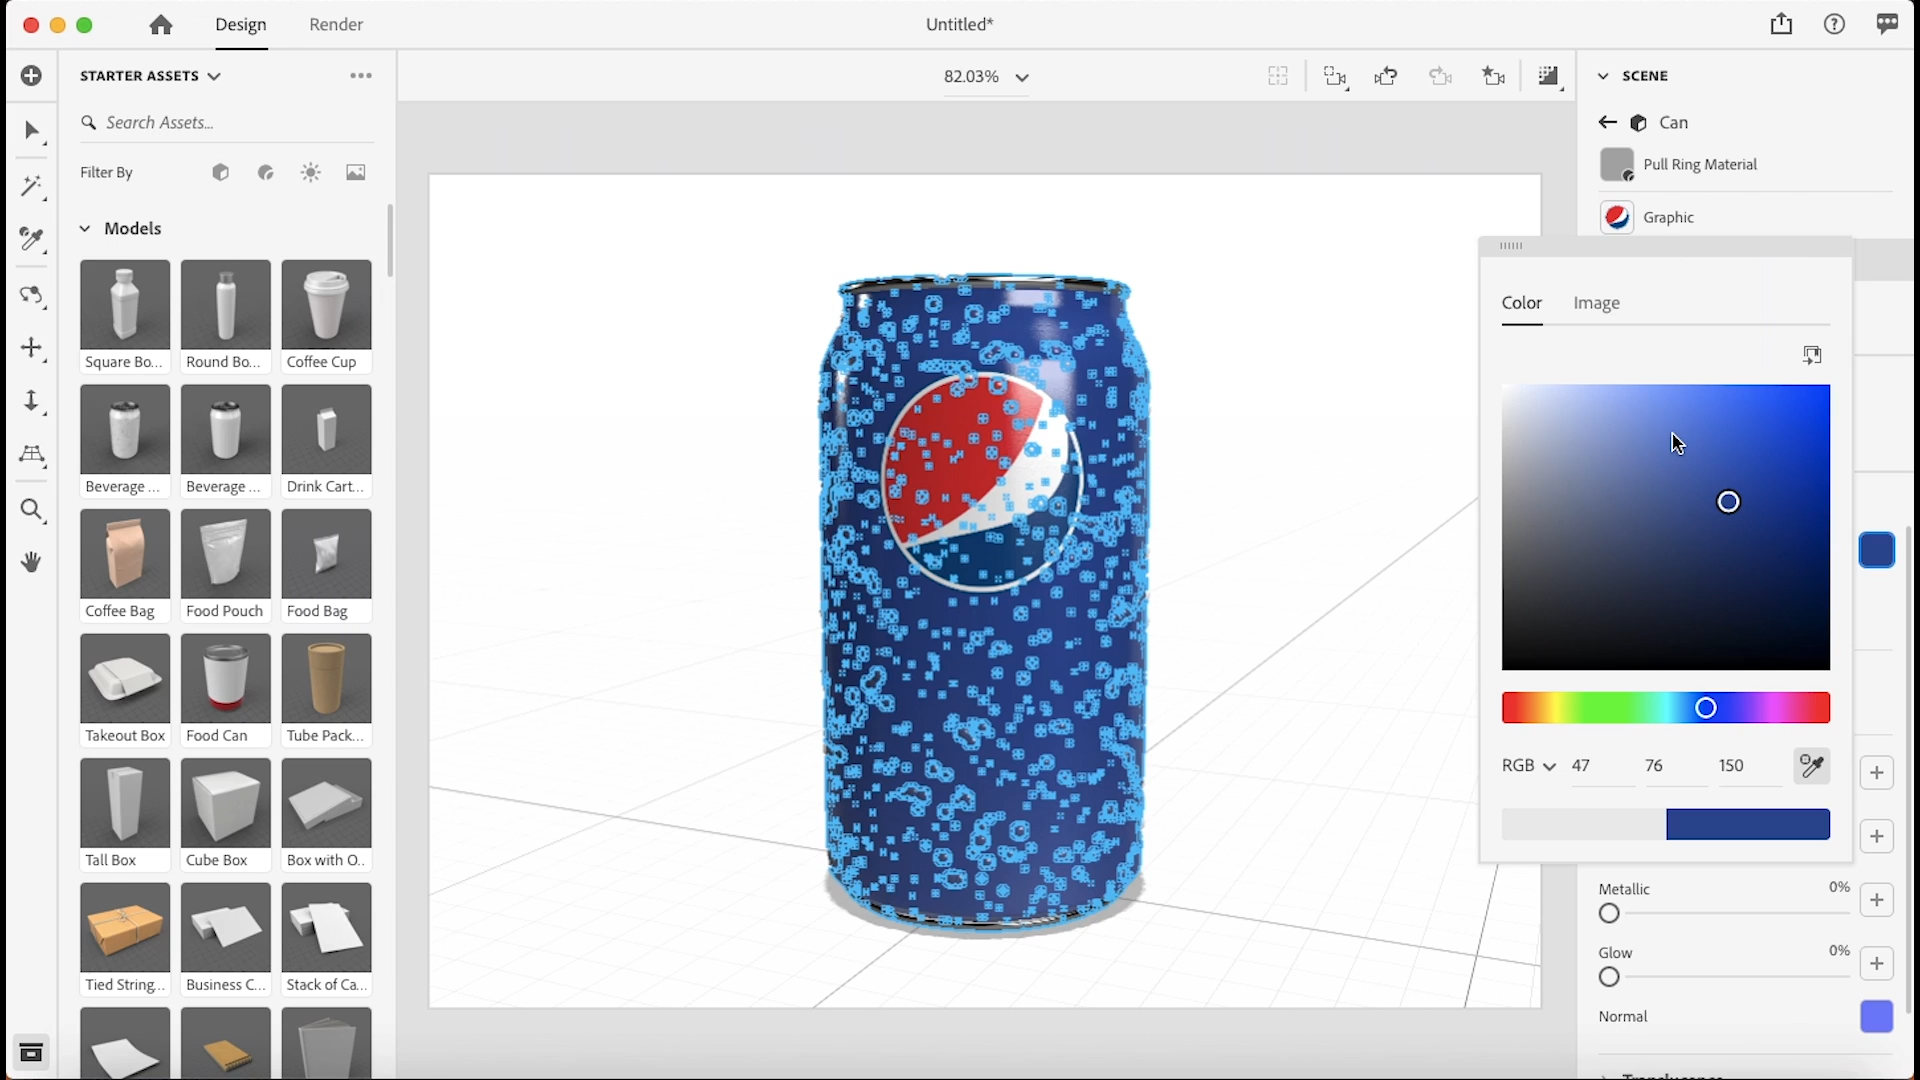 Design
Render
Untitled*
STARTER ASSETS
Search Assets...
Filter By
Models
Square Bo...
Round Bo...
Coffee Cup
Beverage ...
Beverage ...
Drink Cart...
Coffee Bag
Food Pouch
Food Bag
Takeout Box
Food Can
Tube Pack...
Tall Box
Cube Box
Box with O..
Tied String...
Business C...
Stack of Ca...
82.03%
SCENE
Can
Pull Ring Material
Graphic
Color
Image
RGB
47
76
150
Metallic
0%
Glow
0%
Normal